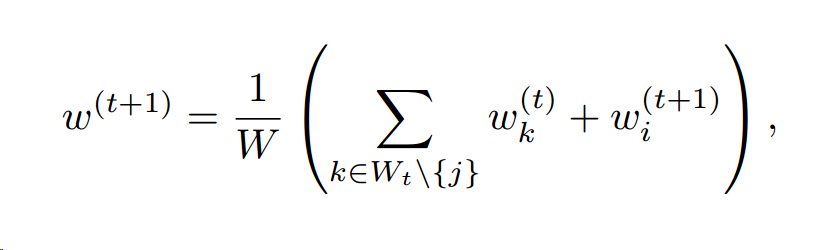 w^{(t+1)} = \frac{1}{W} \left( \sum_{k \in W_t \setminus \{j\}} w_k^{(t)} + w_i^{(t+1)} \right),